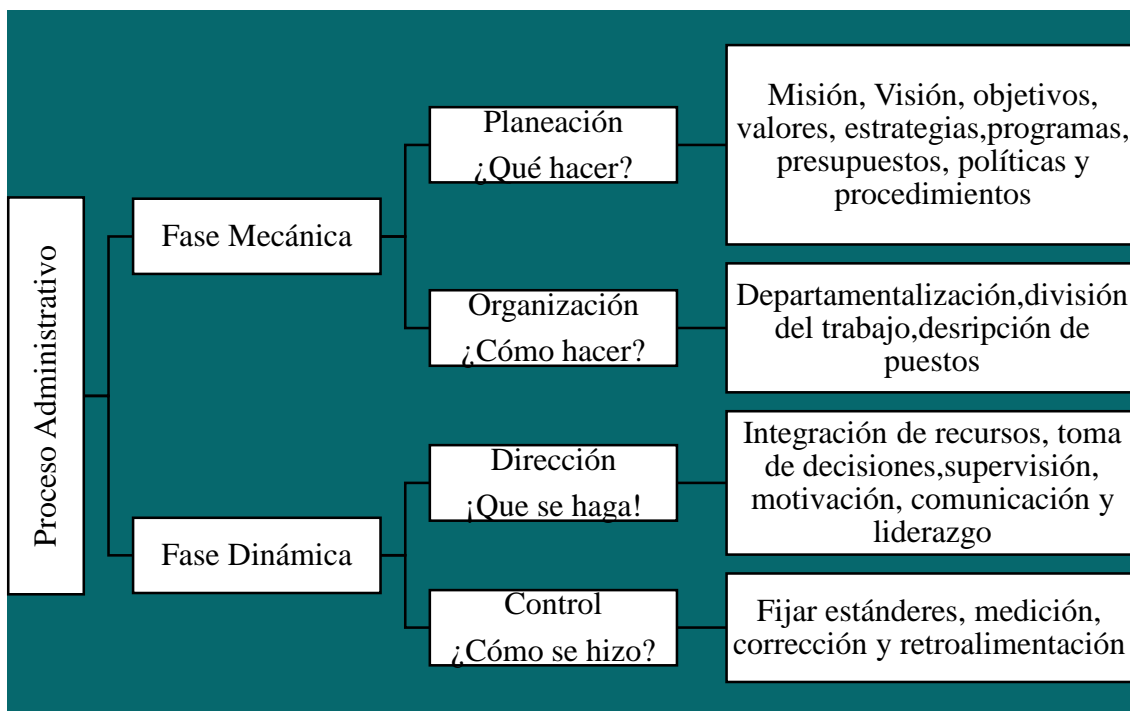 Proceso Administrativo
Fase Mecánica
Planeación
¿Qué hacer?
Misión, Visión, objetivos,
valores, estrategias,programas,
presupuestos, políticas y
procedimientos
Organización
¿Cómo hacer?
Departamentalización,división
del trabajo,desripción de
puestos
Fase Dinámica
Dirección
¡Que se haga!
Integración de recursos, toma
de decisiones,supervisión,
motivación, comunicación y
liderazgo
Control
¿Cómo se hizo?
Fijar estánderes, medición,
corrección y retroalimentación